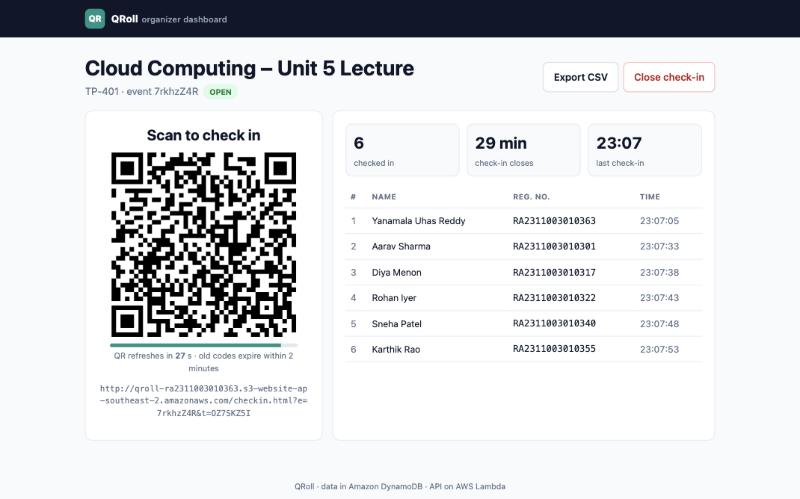 QR QRoll organizer dashboard
Cloud Computing – Unit 5 Lecture
TP-401 · event 7rkhzZ4R OPEN
Export CSV
Close check-in
Scan to check in
QR refreshes in 27 s · old codes expire within 2
minutes
http://qroll-ra2311003010363.s3-website-ap
-southeast-2.amazonaws.com/checkin.html?e=
7rkhzZ4R&t=OZ7SKZ5I
6
checked in
29 min
check-in closes
23:07
last check-in
# NAME REG. NO. TIME
1 Yanamala Uhas Reddy RA2311003010363 23:07:05
2 Aarav Sharma RA2311003010301 23:07:33
3 Diya Menon RA2311003010317 23:07:38
4 Rohan Iyer RA2311003010322 23:07:43
5 Sneha Patel RA2311003010340 23:07:48
6 Karthik Rao RA2311003010355 23:07:53
QRoll · data in Amazon DynamoDB · API on AWS Lambda